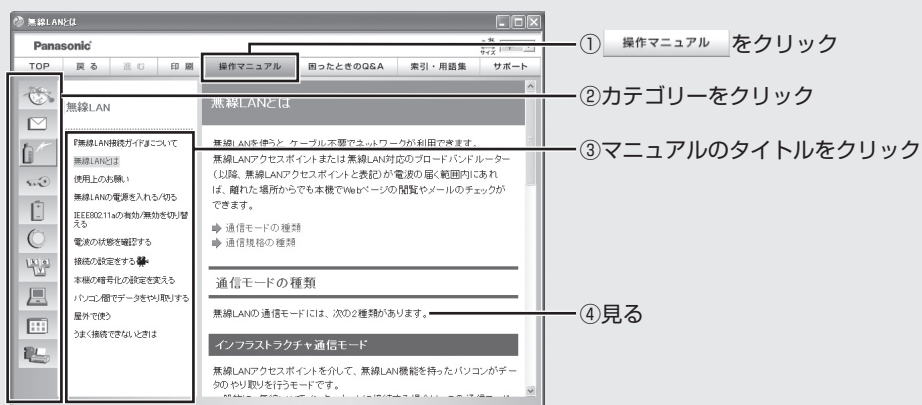 無線LANとは
Panasonic
TOP 戻る 進む 印刷 操作マニュアル 困ったときのQ&A 索引・用語集 サポート
① 操作マニュアル をクリック
②カテゴリーをクリック
③マニュアルのタイトルをクリック
④見る
無線LAN
『無線LAN接続ガイド』について
無線LANとは
使用上のお願い
無線LANの電源を入れる/切る
IEEE802.11aの有効/無効を切り替
える
電波の状態を確認する
接続の設定をする
本機の暗号化の設定を変える
パソコン間でデータをやり取りする
屋外で使う
うまく接続できないときは
無線LANとは
無線LANを使うと、ケーブル不要でネットワークが利用できます。
無線LANアクセスポイントまたは無線LAN対応のブロードバンドルーター
(以降、無線LANアクセスポイントと表記)が電波の届く範囲内にあれ
ば、離れた場所からでも本機でWebページの閲覧やメールのチェックが
できます。
通信モードの種類
通信規格の種類
通信モードの種類
無線LANの通信モードには、次の2種類があります。
インフラストラクチャ通信モード
無線LANアクセスポイントを介して、無線LAN機能を持ったパソコンがデー
タのやり取りを行うモードです。